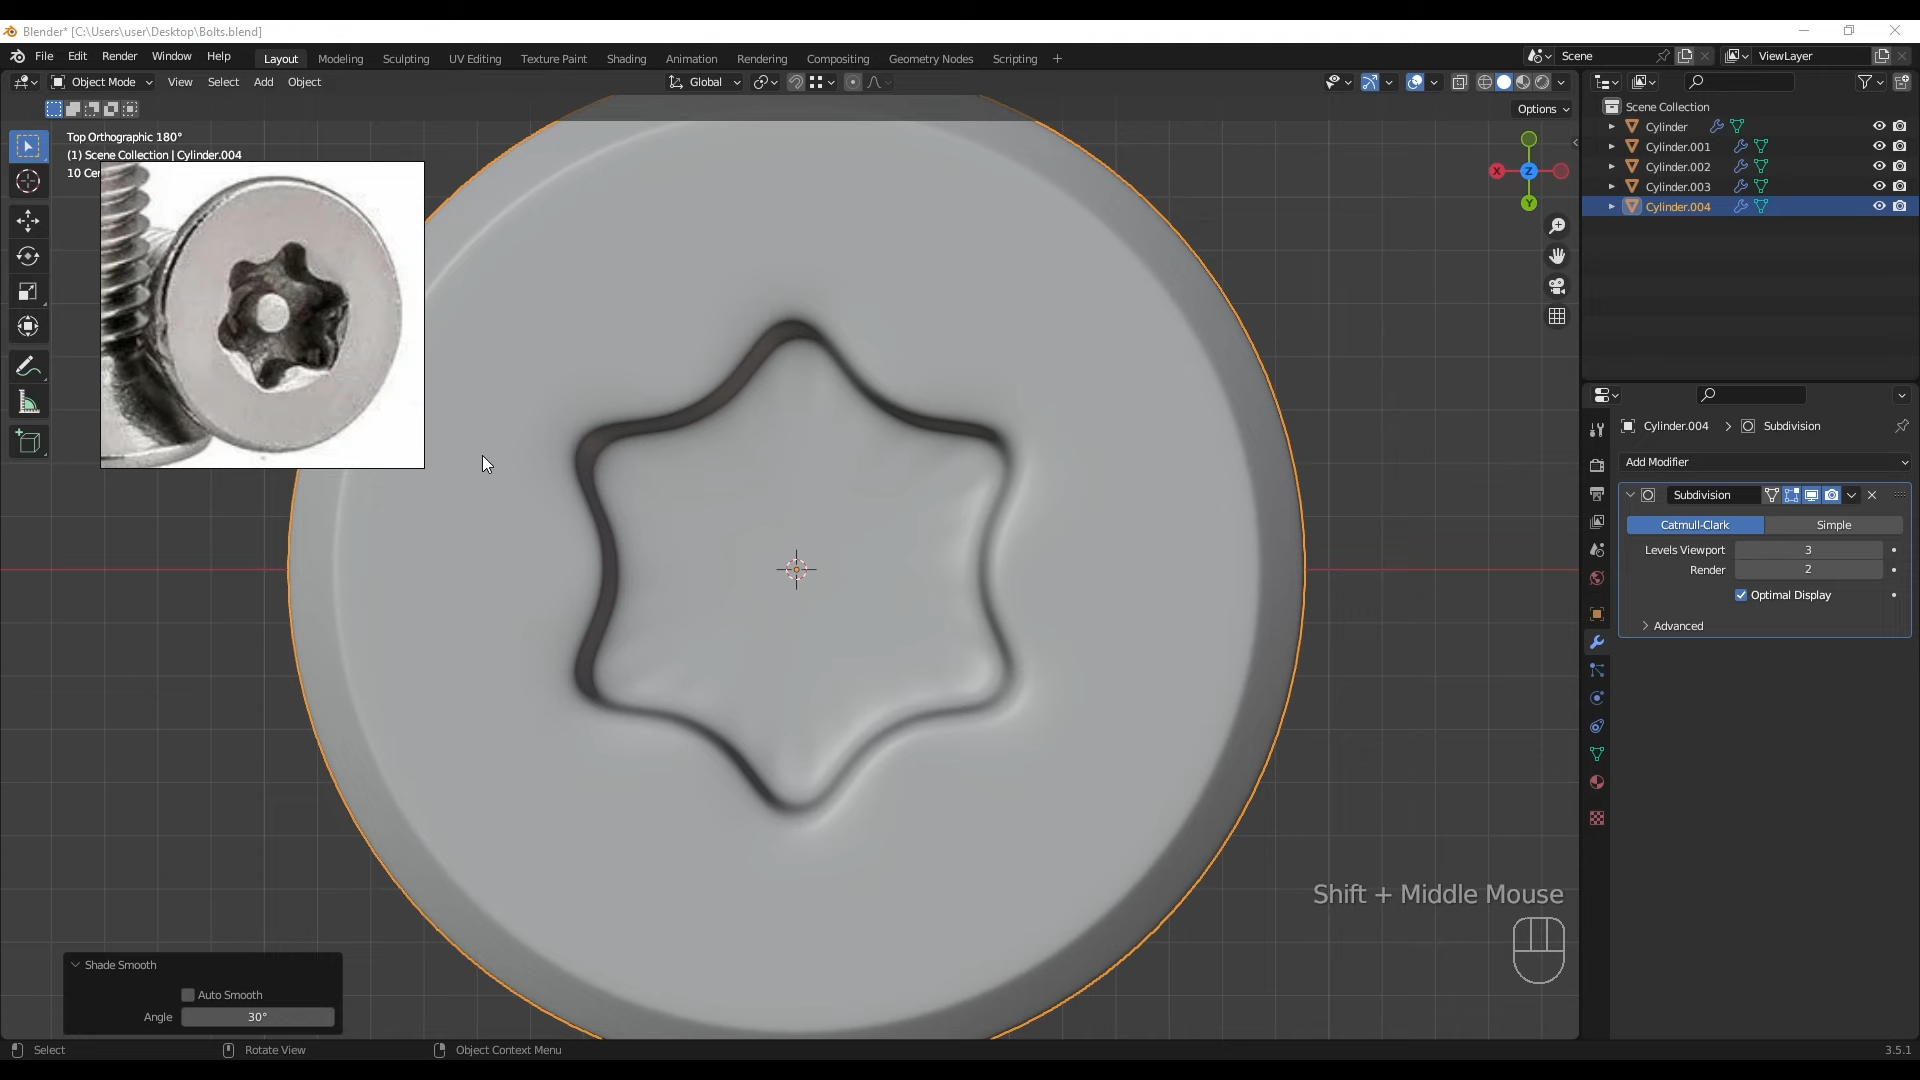 Blender* [C:\Users\user\Desktop\Bolts.blend]
File Edit Render Window Help Layout Modeling Sculpting UV Editing Texture Paint Shading Animation Rendering Compositing Geometry Nodes Scripting + Scene ViewLayer
Object Mode View Select Add Object Global
Options
Top Orthographic 180°
(1) Scene Collection | Cylinder.004
10 Cen
X
Z
Y
Scene Collection
Cylinder
Cylinder.001
Cylinder.002
Cylinder.003
Cylinder.004
Cylinder.004 > Subdivision
Add Modifier
Subdivision
Catmull-Clark Simple
Levels Viewport 3
Render 2
Optimal Display
Advanced
Shift + Middle Mouse
Shade Smooth
Auto Smooth
Angle 30°
Select Rotate View Object Context Menu 3.5.1